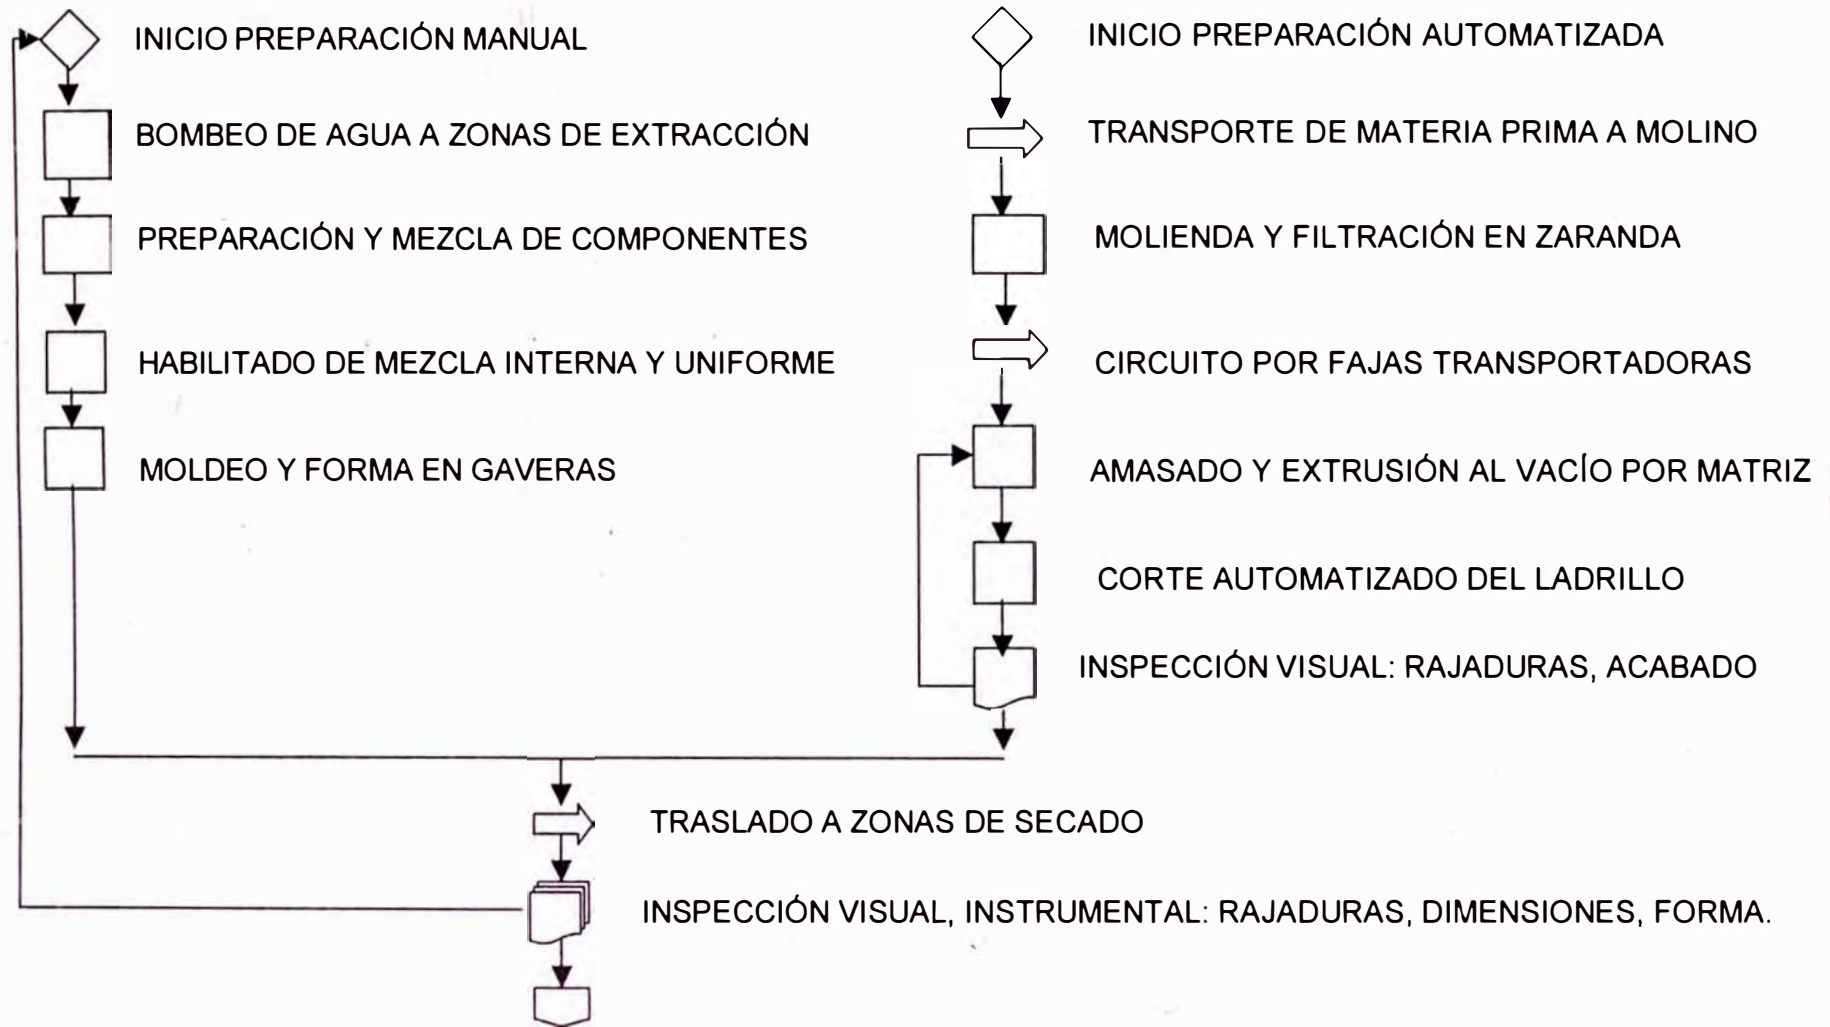 INICIO PREPARACIÓN MANUAL
BOMBEO DE AGUA A ZONAS DE EXTRACCIÓN
PREPARACIÓN Y MEZCLA DE COMPONENTES
HABILITADO DE MEZCLA INTERNA Y UNIFORME
MOLDEO Y FORMA EN GAVERAS
INICIO PREPARACIÓN AUTOMATIZADA
TRANSPORTE DE MATERIA PRIMA A MOLINO
MOLIENDA Y FILTRACIÓN EN ZARANDA
CIRCUITO POR FAJAS TRANSPORTADORAS
AMASADO Y EXTRUSIÓN AL VACÍO POR MATRIZ
CORTE AUTOMATIZADO DEL LADRILLO
INSPECCIÓN VISUAL: RAJADURAS, ACABADO
TRASLADO A ZONAS DE SECADO
INSPECCIÓN VISUAL, INSTRUMENTAL: RAJADURAS, DIMENSIONES, FORMA.